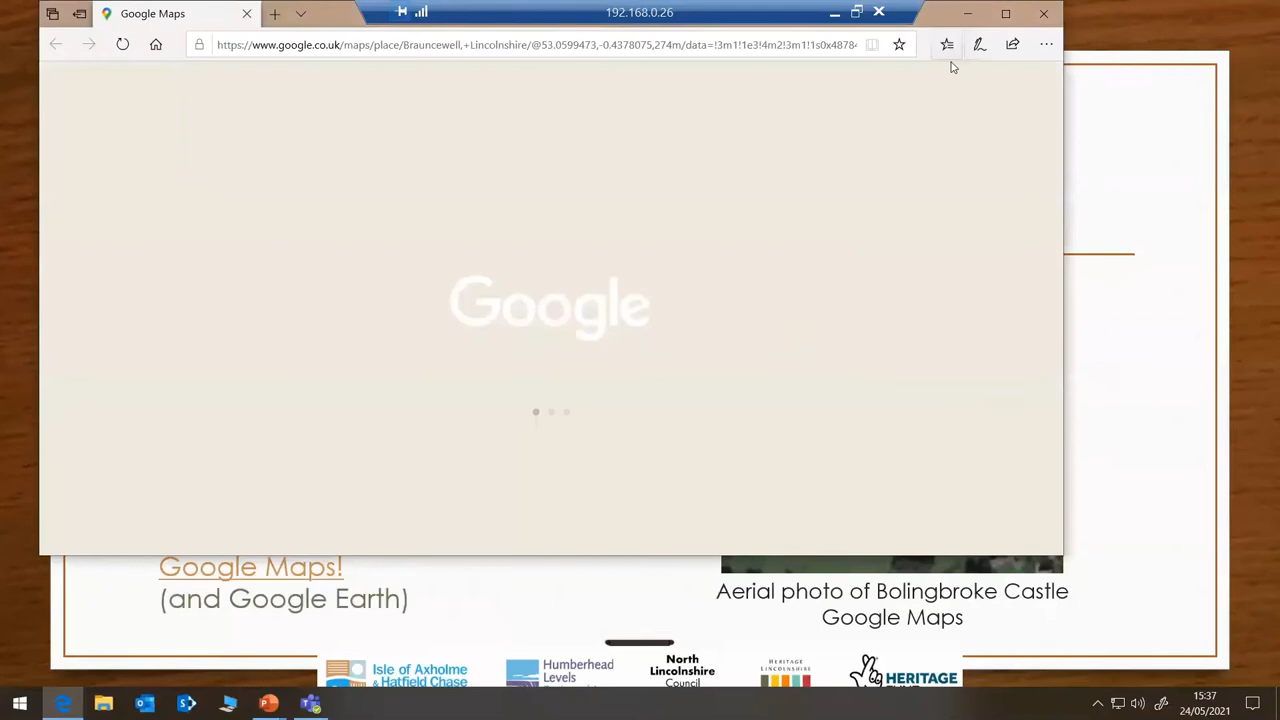 Google Maps
192.168.0.26
https://www.google.co.uk/maps/place/Brauncewell,+Lincolnshire/@53.0599473,-0.4378075,274m/data=!3m1!1e3!4m2!3m1!1s0x48784
Google
Google Maps!
(and Google Earth)
Aerial photo of Bolingbroke Castle
Google Maps
Isle of Axholme
& Hatfield Chase
Humberhead
Levels
North
Lincolnshire
Council
HERITAGE
LINCOLNSHIRE
HERITAGE
15:37
24/05/2021